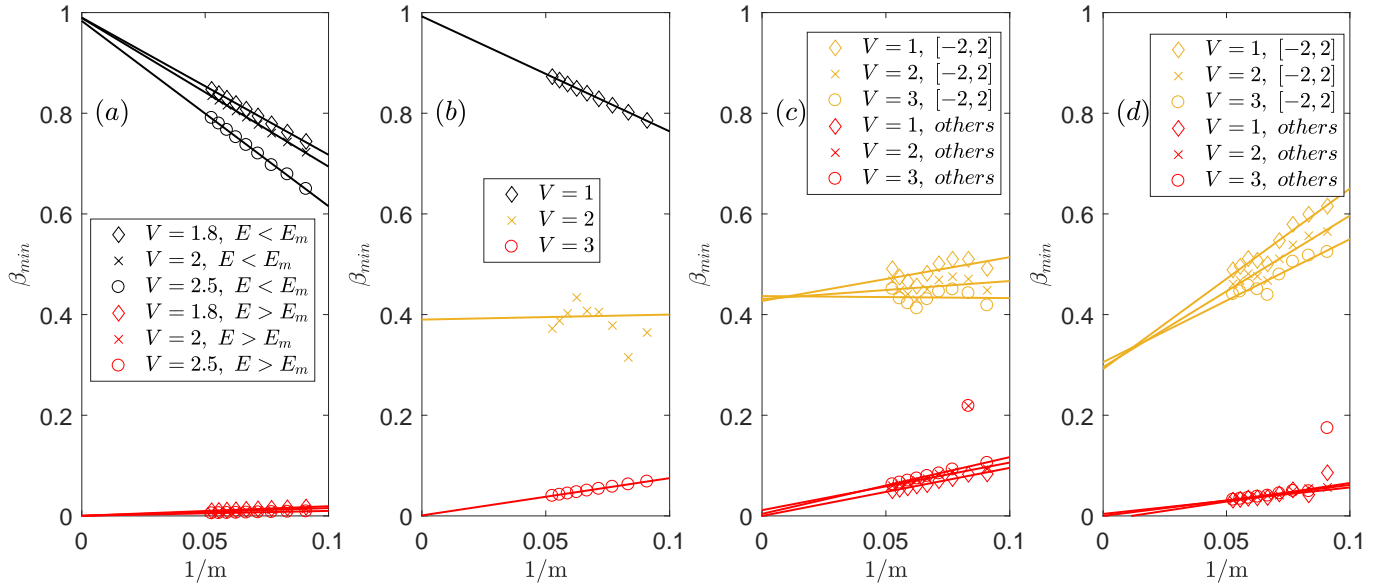 1
0.8
0.6
0.4
0.2
0
β_min
(a)
V = 1.8, E < E_m
V = 2, E < E_m
V = 2.5, E < E_m
V = 1.8, E > E_m
V = 2, E > E_m
V = 2.5, E > E_m
0
0.05
0.1
1/m
1
0.8
0.6
0.4
0.2
0
β_min
(b)
V = 1
V = 2
V = 3
0
0.05
0.1
1/m
1
0.8
0.6
0.4
0.2
0
β_min
(c)
V = 1, [−2, 2]
V = 2, [−2, 2]
V = 3, [−2, 2]
V = 1, others
V = 2, others
V = 3, others
0
0.05
0.1
1/m
1
0.8
0.6
0.4
0.2
0
β_min
(d)
V = 1, [−2, 2]
V = 2, [−2, 2]
V = 3, [−2, 2]
V = 1, others
V = 2, others
V = 3, others
0
0.05
0.1
1/m